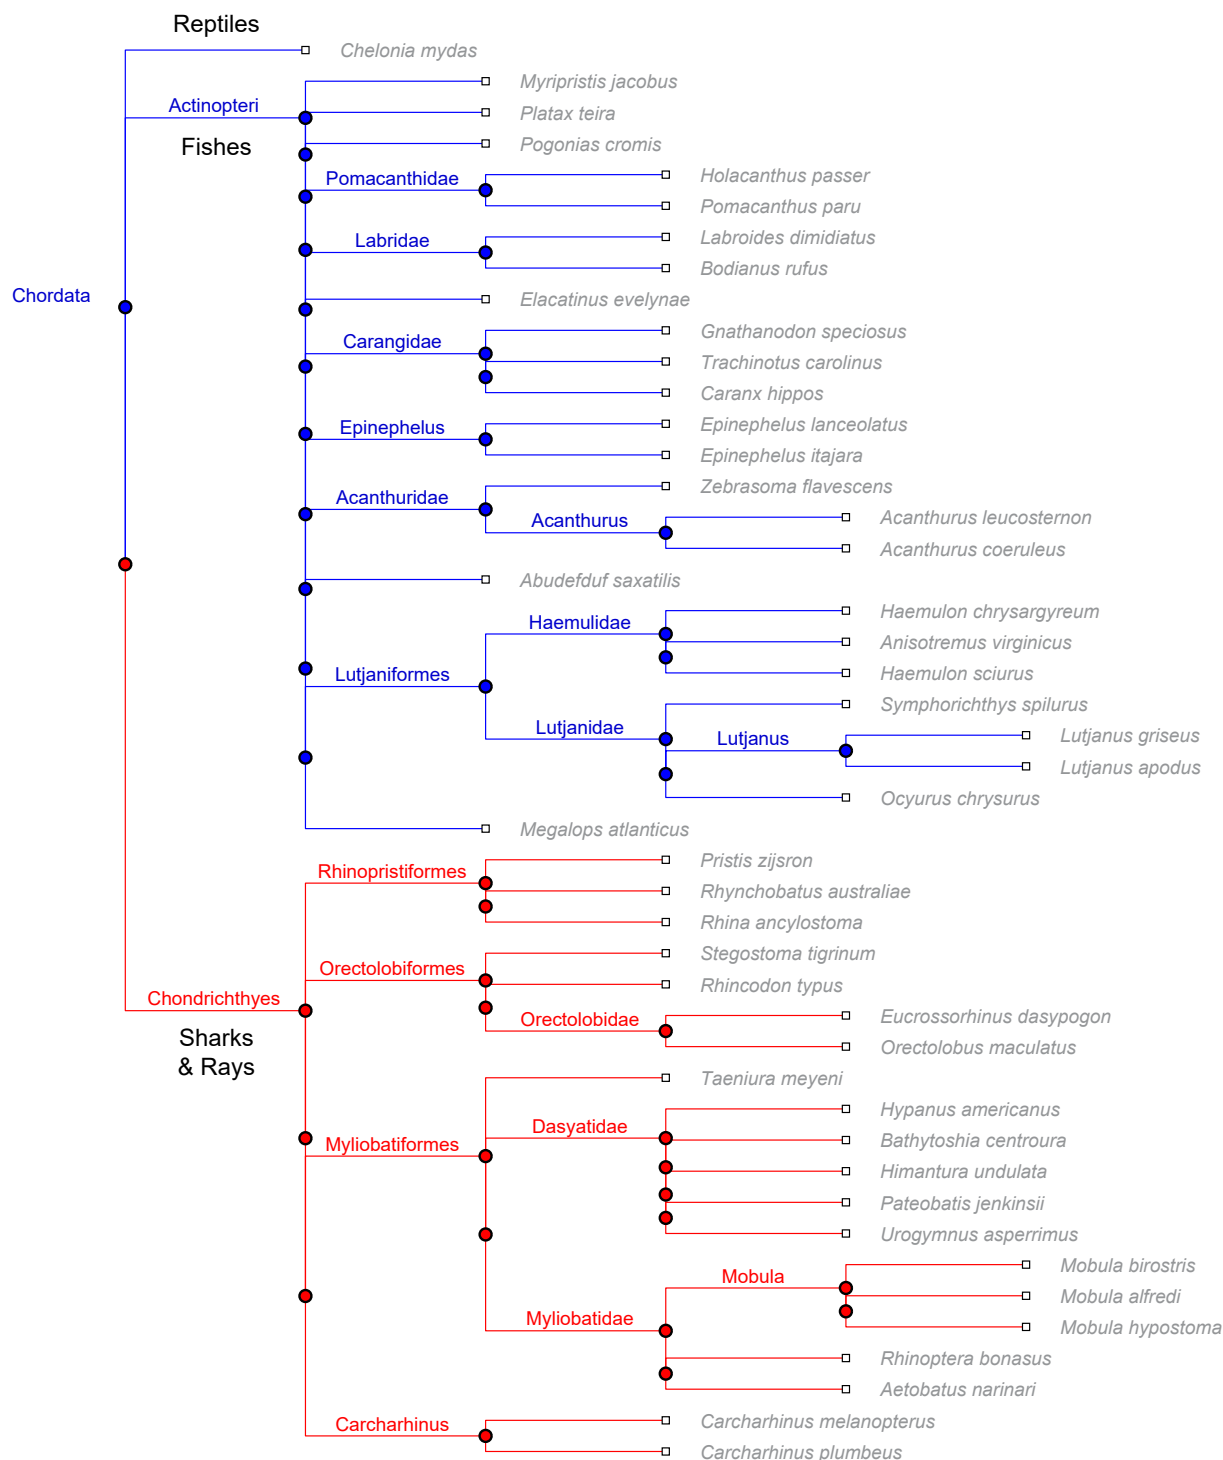 Reptiles
Chelonia mydas
Myripristis jacobus
Actinopteri
Platax teira
Fishes
Pogonias cromis
Pomacanthidae
Holacanthus passer
Pomacanthus paru
Labridae
Labroides dimidiatus
Bodianus rufus
Chordata
Elacatinus evelynae
Carangidae
Gnathanodon speciosus
Trachinotus carolinus
Caranx hippos
Epinephelus
Epinephelus lanceolatus
Epinephelus itajara
Acanthuridae
Zebrasoma flavescens
Acanthurus
Acanthurus leucosternon
Acanthurus coeruleus
Abudefduf saxatilis
Haemulidae
Haemulon chrysargyreum
Anisotremus virginicus
Haemulon sciurus
Lutjaniformes
Symphorichthys spilurus
Lutjanidae
Lutjanus
Lutjanus griseus
Lutjanus apodus
Ocyurus chrysurus
Megalops atlanticus
Rhinopristiformes
Pristis zijsron
Rhynchobatus australiae
Rhina ancylostoma
Orectolobiformes
Stegostoma tigrinum
Rhincodon typus
Chondrichthyes
Orectolobidae
Eucrossorhinus dasypogon
Orectolobus maculatus
Sharks
& Rays
Taeniura meyeni
Myliobatiformes
Dasyatidae
Hypanus americanus
Bathytoshia centroura
Himantura undulata
Pateobatis jenkinsii
Urogymnus asperrimus
Mobula
Mobula birostris
Mobula alfredi
Mobula hypostoma
Myliobatidae
Rhinoptera bonasus
Aetobatus narinari
Carcharhinus
Carcharhinus melanopterus
Carcharhinus plumbeus